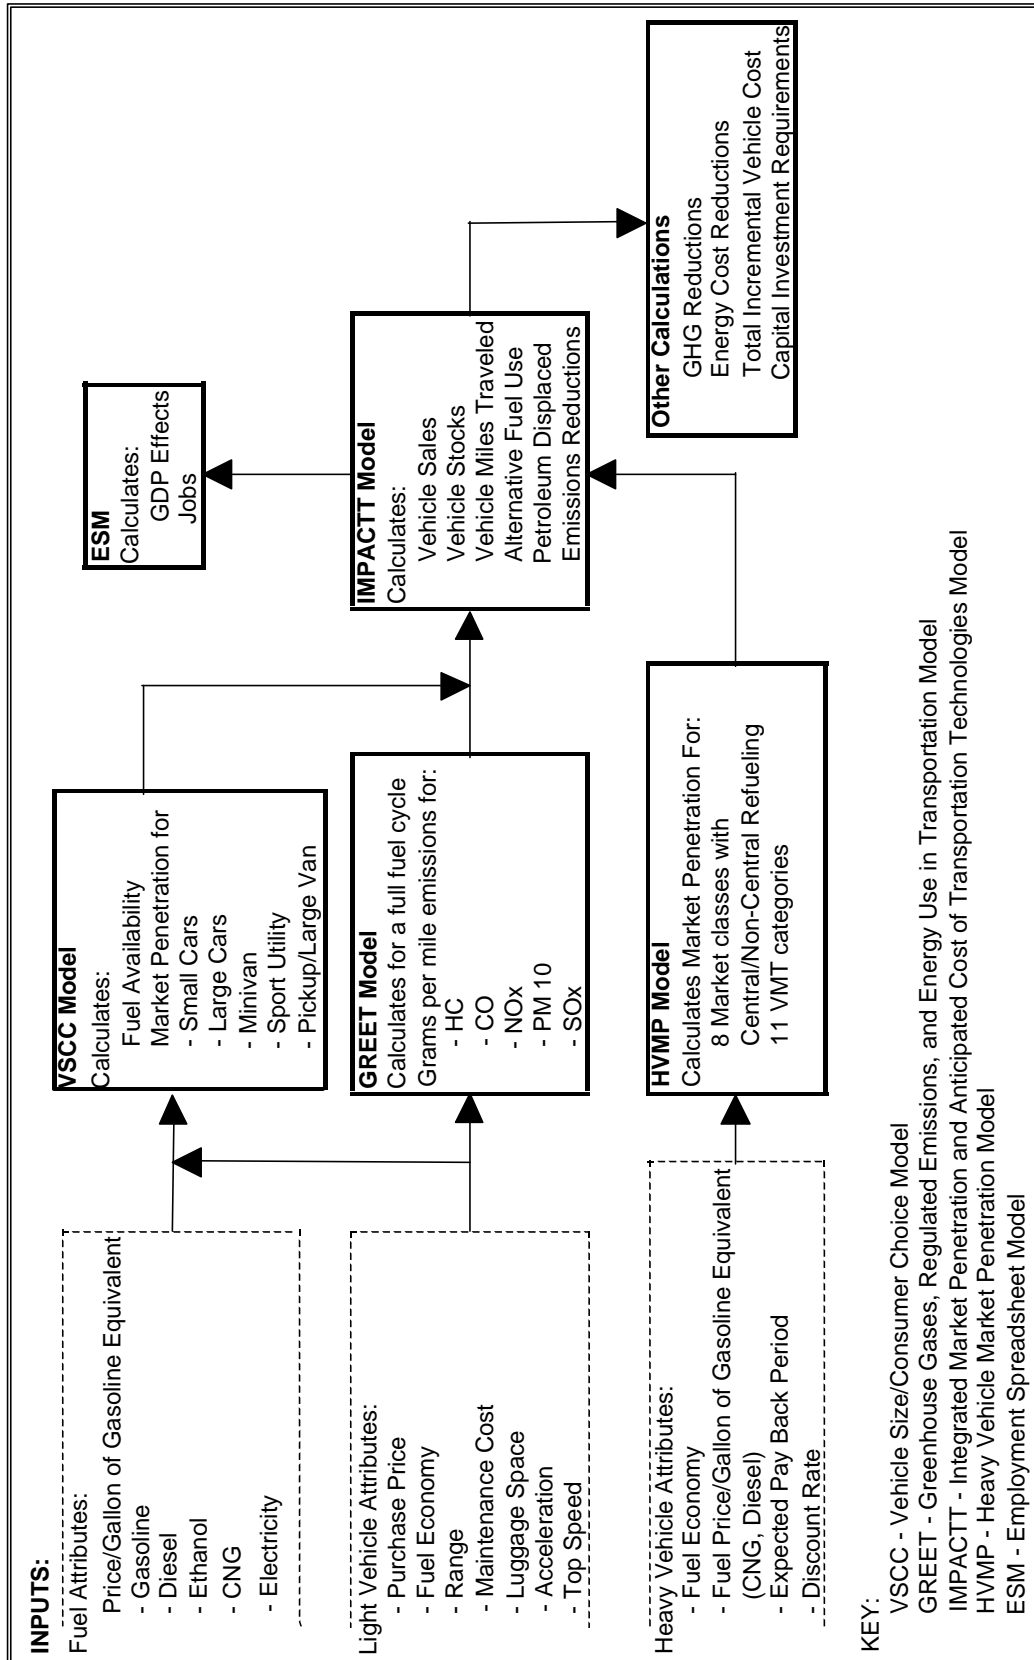 INPUTS:
Fuel Attributes:
Price/Gallon of Gasoline Equivalent
- Gasoline
- Diesel
- Ethanol
- CNG
- Electricity
Light Vehicle Attributes:
- Purchase Price
- Fuel Economy
- Range
- Maintenance Cost
- Luggage Space
- Acceleration
- Top Speed
Heavy Vehicle Attributes:
- Fuel Economy
- Fuel Price/Gallon of Gasoline Equivalent
(CNG, Diesel)
- Expected Pay Back Period
- Discount Rate
VSCC Model
Calculates:
Fuel Availability
Market Penetration for
- Small Cars
- Large Cars
- Minivan
- Sport Utility
- Pickup/Large Van
GREET Model
Calculates for a full fuel cycle
Grams per mile emissions for:
- HC
- CO
- NOx
- PM 10
- SOx
HVMP Model
Calculates Market Penetration For:
8 Market classes with
Central/Non-Central Refueling
11 VMT categories
ESM
Calculates:
GDP Effects
Jobs
IMPACTT Model
Calculates:
Vehicle Sales
Vehicle Stocks
Vehicle Miles Traveled
Alternative Fuel Use
Petroleum Displaced
Emissions Reductions
Other Calculations
GHG Reductions
Energy Cost Reductions
Total Incremental Vehicle Cost
Capital Investment Requirements
KEY:
VSCC - Vehicle Size/Consumer Choice Model
GREET - Greenhouse Gases, Regulated Emissions, and Energy Use in Transportation Model
IMPACTT - Integrated Market Penetration and Anticipated Cost of Transportation Technologies Model
HVMP - Heavy Vehicle Market Penetration Model
ESM - Employment Spreadsheet Model